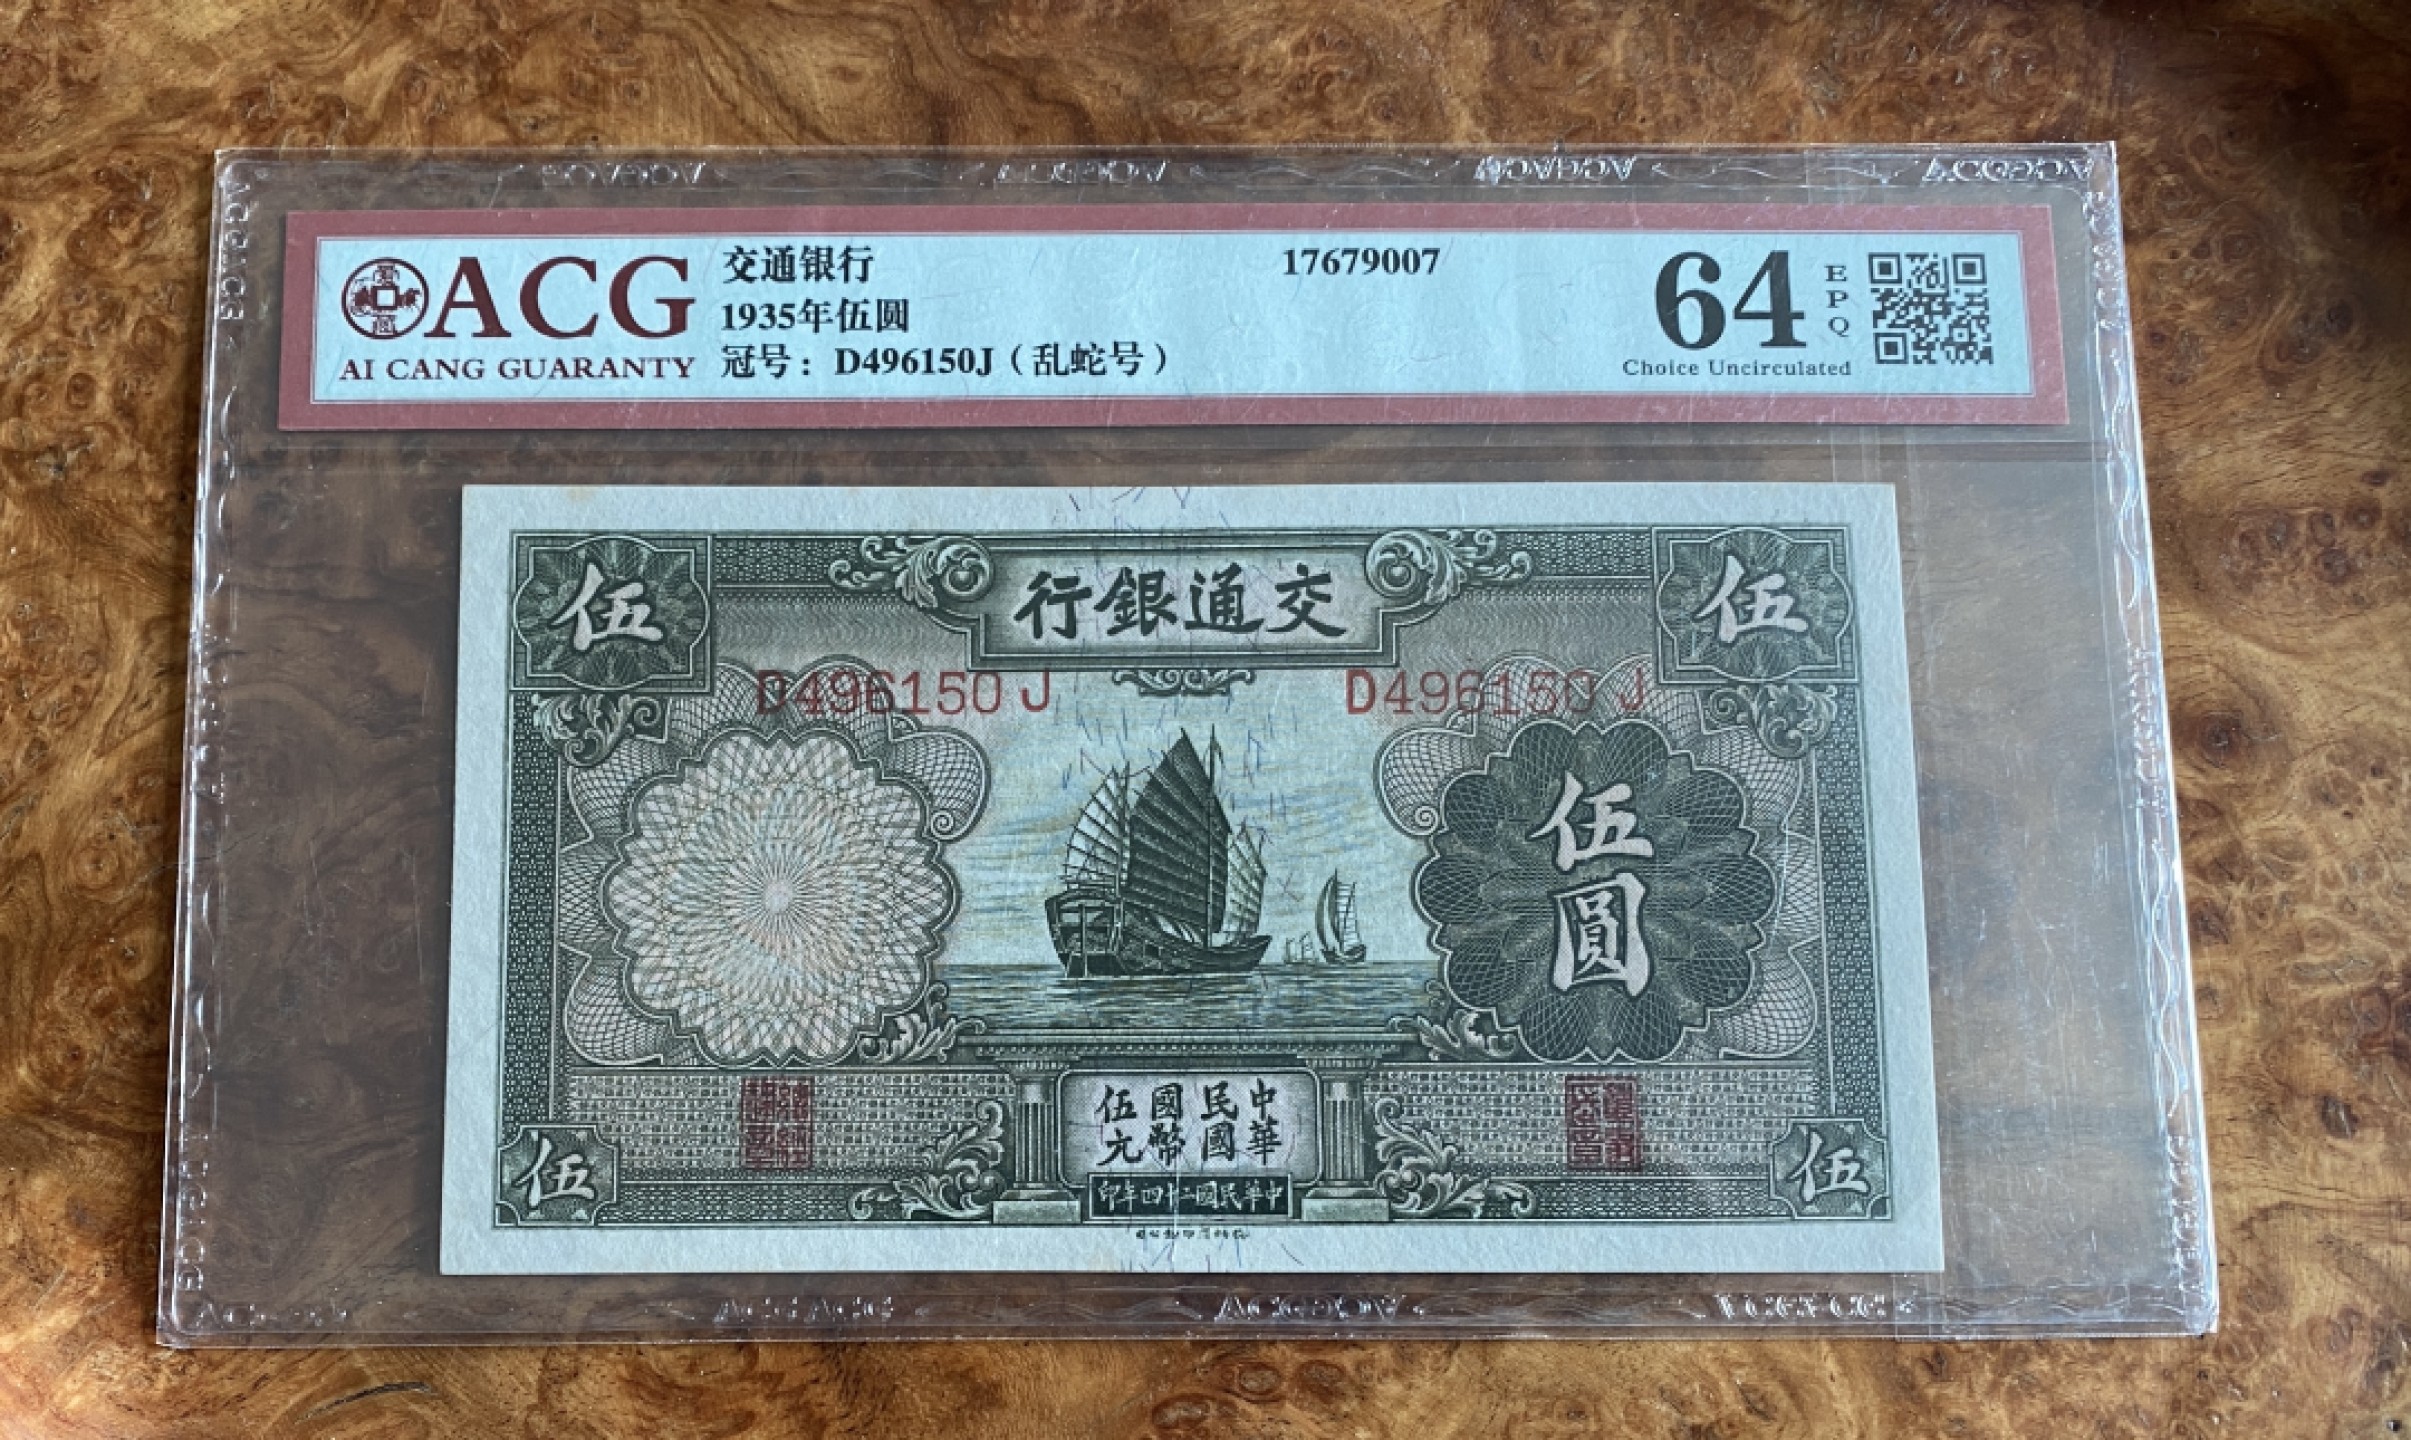 ACG
AI CANG GUARANTY
交通银行
1935年伍圆
冠号：D496150J（乱蛇号）
17679007
64
EPQ
Choice Uncirculated
伍
行銀通交
伍
D496150J
D496150J
伍圓
中華民國國幣伍元
印年四十二國民華中
伍
伍